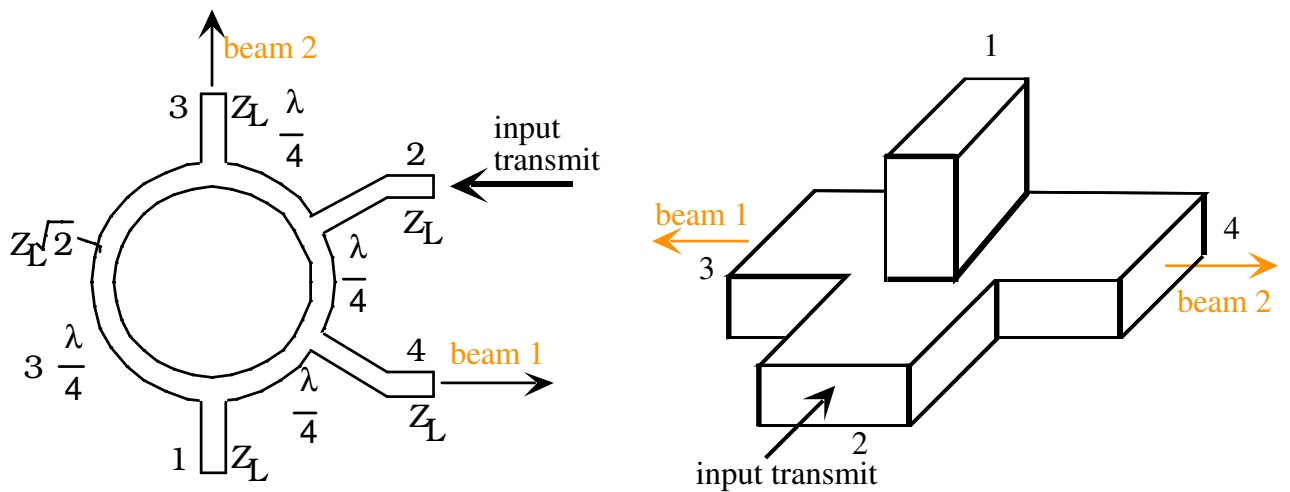 beam 2
3
Z_L
λ/4
input
transmit
2
Z_L
Z_L√2
λ/4
3 λ/4
4
beam 1
Z_L
λ/4
1
Z_L
1
beam 1
3
4
beam 2
2
input transmit